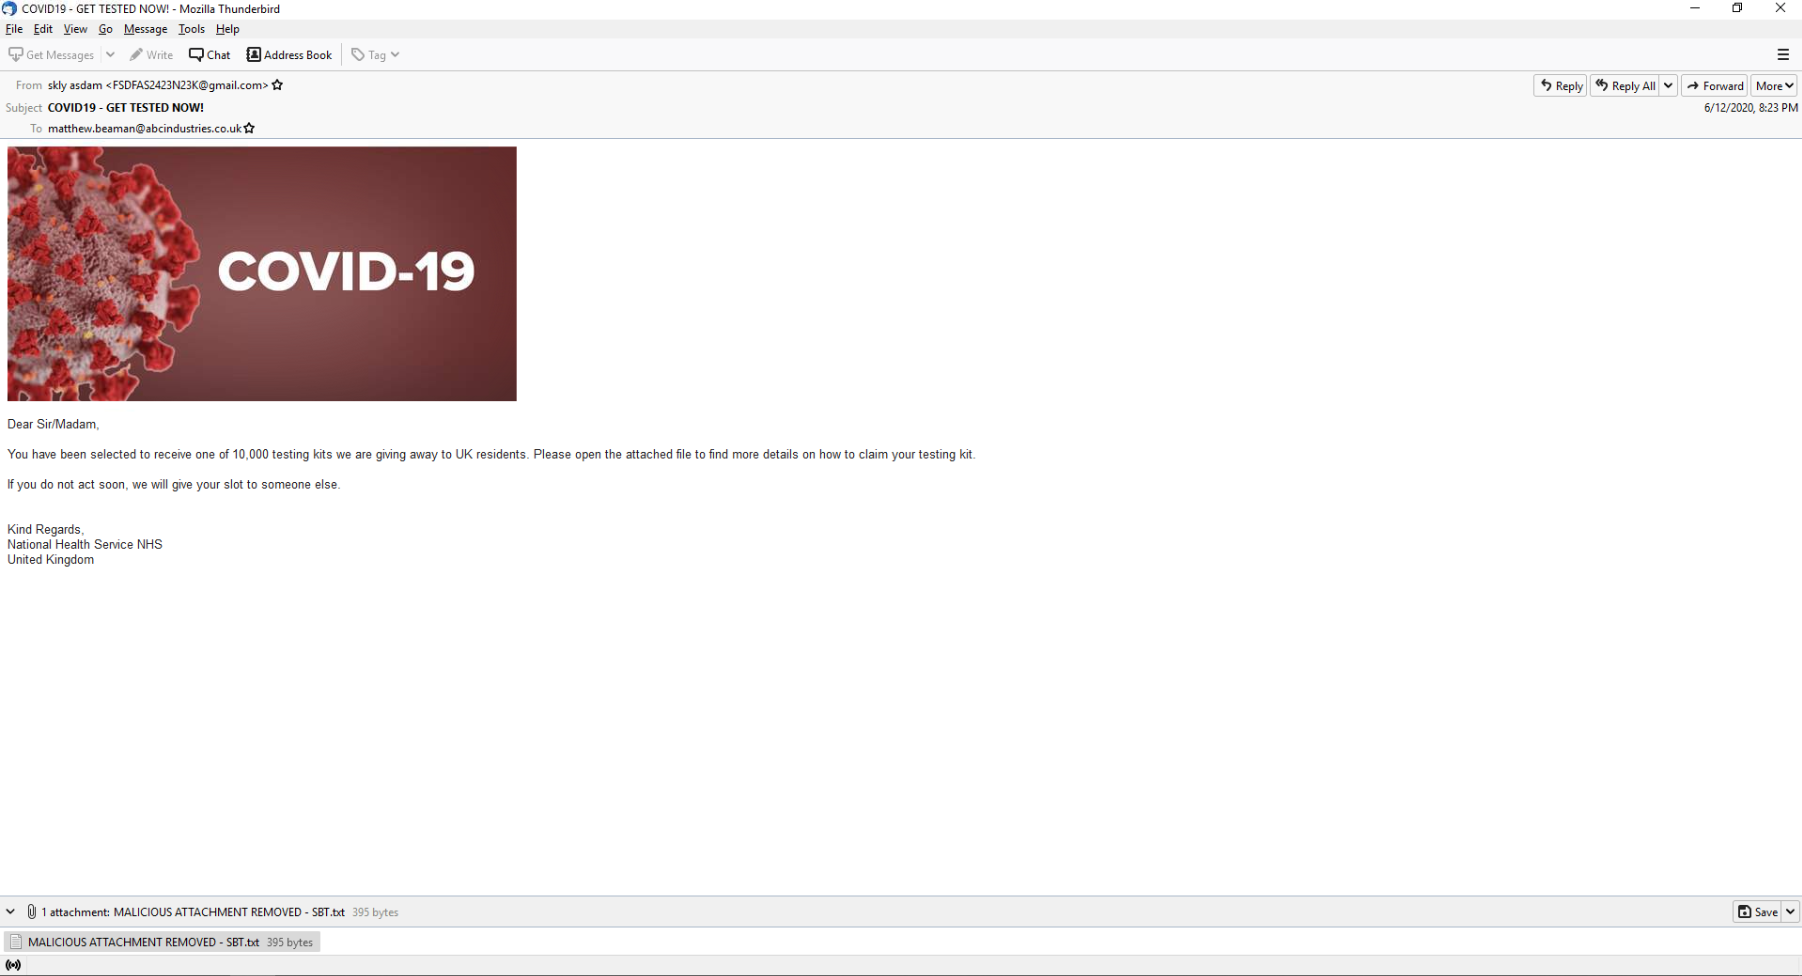 COVID19 - GET TESTED NOW! - Mozilla Thunderbird
File Edit View Go Message Tools Help
Get Messages Write Chat Address Book Tag
From skly asdam <FSDFAS2423N23K@gmail.com> Reply Reply All Forward More
Subject COVID19 - GET TESTED NOW! 6/12/2020, 8:23 PM
To matthew.beaman@abcindustries.co.uk
COVID-19
Dear Sir/Madam,
You have been selected to receive one of 10,000 testing kits we are giving away to UK residents. Please open the attached file to find more details on how to claim your testing kit.
If you do not act soon, we will give your slot to someone else.
Kind Regards,
National Health Service NHS
United Kingdom
1 attachment: MALICIOUS ATTACHMENT REMOVED - SBT.txt 395 bytes Save
MALICIOUS ATTACHMENT REMOVED - SBT.txt 395 bytes